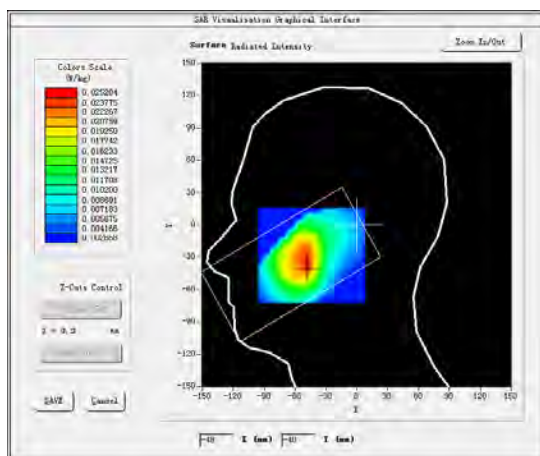 SAR Visualisation Graphical Interface
Surface Radiated Intensity
Zoom In/Out
Colors Scale
(W/kg)
0.025284
0.023775
0.022267
0.020759
0.019250
0.017742
0.016233
0.014725
0.013217
0.011708
0.010200
0.008691
0.007183
0.005675
0.004166
150
120
90
60
30
0
-30
-60
-90
-120
-150
Y
-150 -120 -90 -60 -30 0 30 60 90 120 150
X
Z-Cuts Control
SAVE Cancel
-48 X (mm) -40 Y (mm)